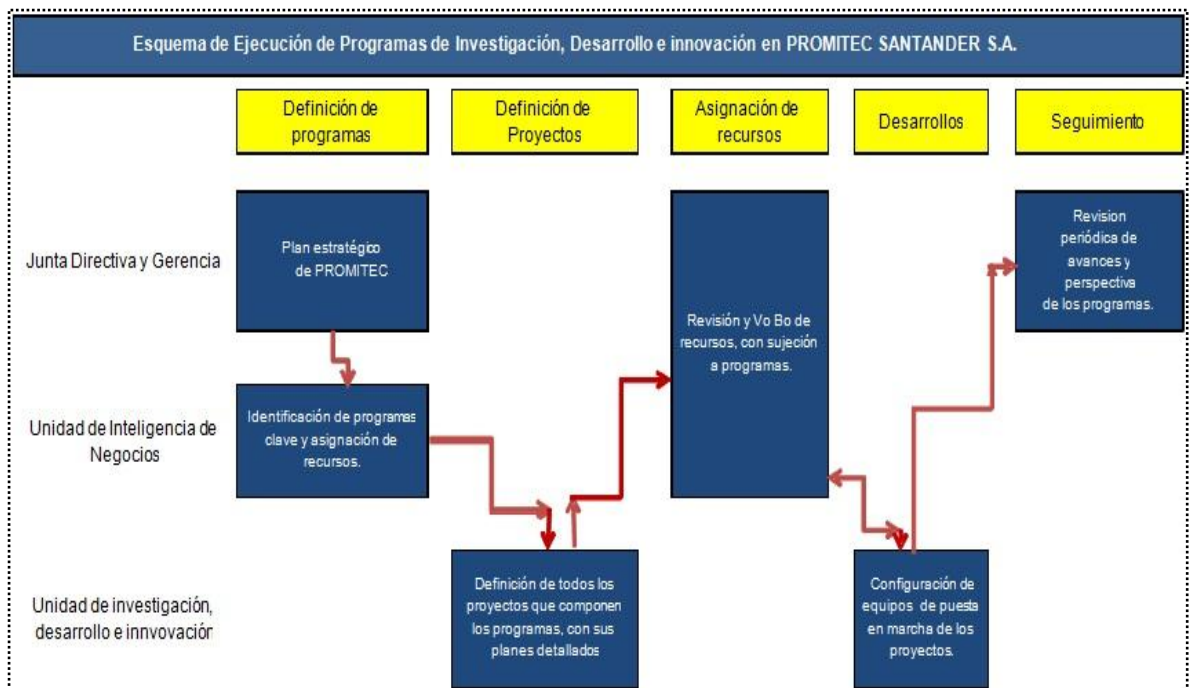 Esquema de Ejecución de Programas de Investigación, Desarrollo e innovación en PROMITEC SANTANDER S.A.
Definición de
programas
Definición de
Proyectos
Asignación de
recursos
Desarrollos
Seguimiento
Junta Directiva y Gerencia
Plan estratégico
de PROMITEC
Revisión y Vo Bo de
recursos, con sujeción
a programas.
Revision
periódica de
avances y
perspectiva
de los programas.
Unidad de Inteligencia de
Negocios
Identificación de programas
clave y asignación de
recursos.
Unidad de investigación,
desarrollo e innvovación
Definición de todos los
proyectos que componen
los programas, con sus
planes detallados
Configuración de
equipos de puesta
en marcha de los
proyectos.